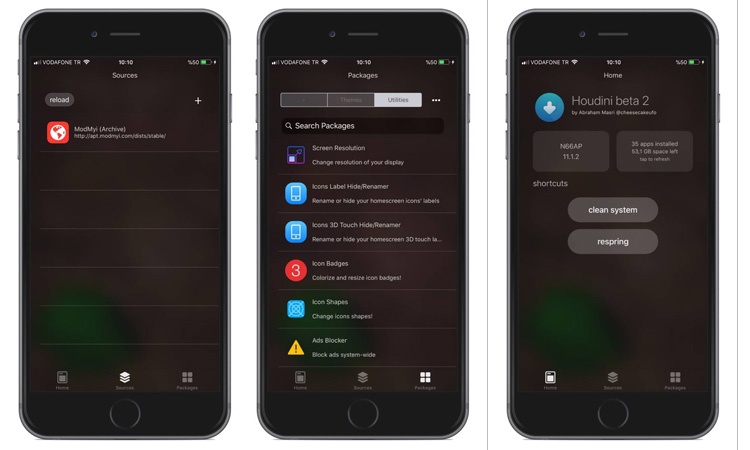 VODAFONE TR
10:10
%50
Sources
reload
+
ModMyi (Archive)
http://apt.modmyi.com/dists/stable/
Home
Sources
Packages
VODAFONE TR
10:10
%50
Packages
Themes
Utilities
Search Packages
Screen Resolution
Change resolution of your display
Icons Label Hide/Renamer
Rename or hide your homescreen icons' labels
Icons 3D Touch Hide/Renamer
Rename or hide your homescreen 3D touch la...
3
Icon Badges
Colorize and resize icon badges!
Icon Shapes
Change icons shapes!
Ads Blocker
Block ads system-wide
Home
Sources
Packages
VODAFONE TR
10:10
%50
Home
Houdini beta 2
by Abraham Masri @cheesecakeufo
N66AP
11.1.2
35 apps installed
53,1 GB space left
tap to refresh
shortcuts
clean system
respring
Home
Sources
Packages